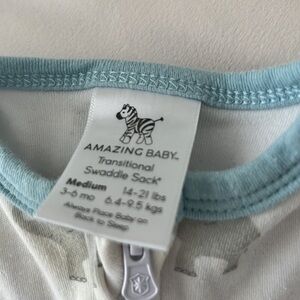 AMAZING BABY™
Transitional
Swaddle Sack®
Medium 14-21 lbs
3-6 mo 6.4-9.5 kgs
Always Place Baby on
Back to Sleep